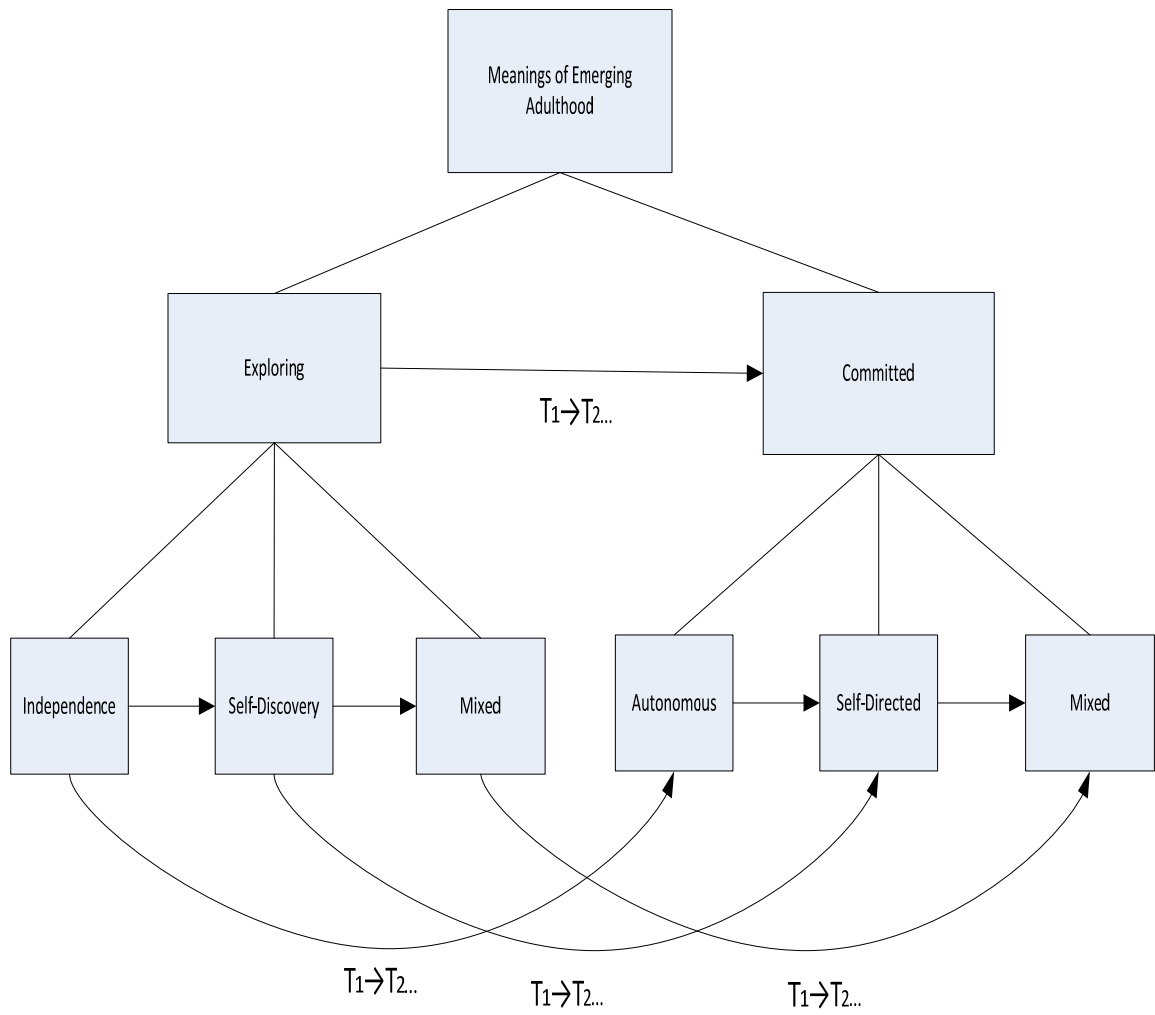 Meanings of Emerging
Adulthood
Exploring
Committed
T1→T2...
Independence
Self-Discovery
Mixed
Autonomous
Self-Directed
Mixed
T1→T2...
T1→T2...
T1→T2...